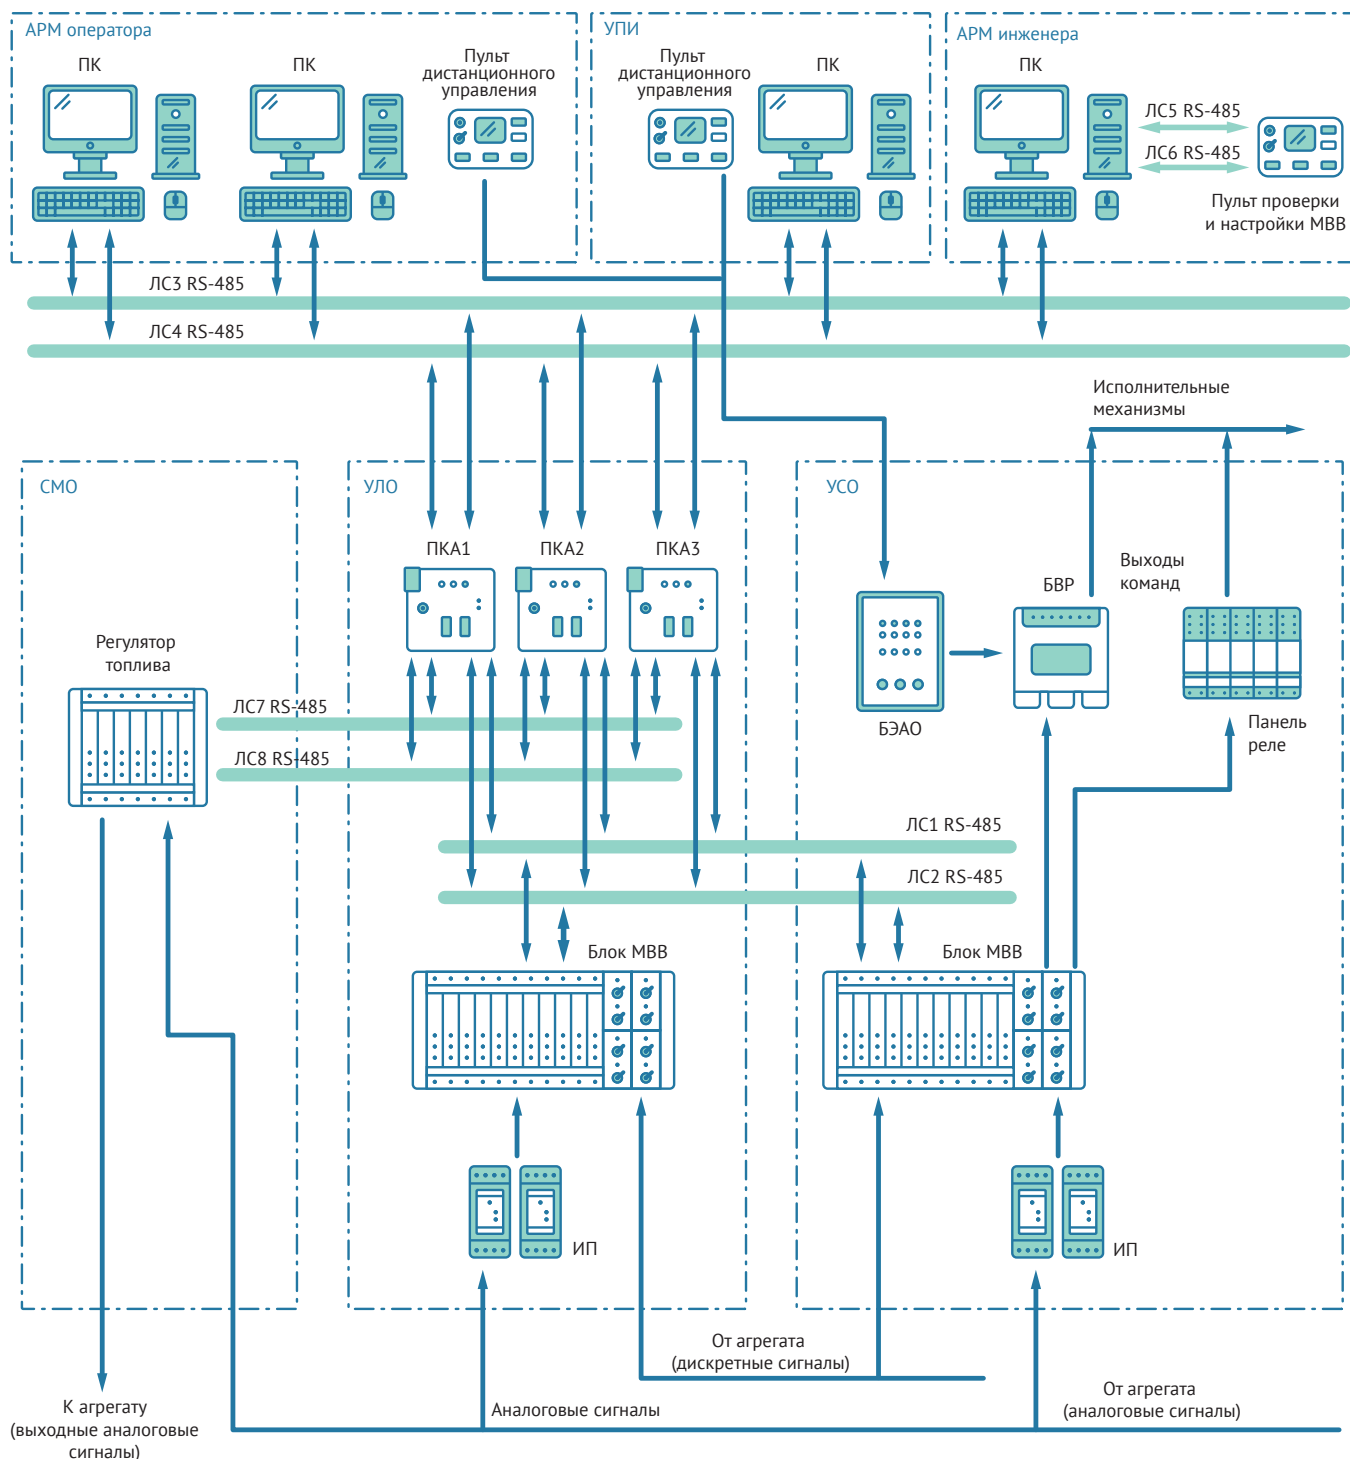 АРМ оператора
ПК
ПК
Пульт
дистанционного
управления
УПИ
Пульт
дистанционного
управления
ПК
АРМ инженера
ПК
ЛС5 RS-485
ЛС6 RS-485
Пульт проверки
и настройки МВВ
ЛС3 RS-485
ЛС4 RS-485
Исполнительные
механизмы
СМО
УЛО
УСО
ПКА1
ПКА2
ПКА3
Выходы
команд
БВР
Регулятор
топлива
ЛС7 RS-485
ЛС8 RS-485
БЭАО
Панель
реле
ЛС1 RS-485
ЛС2 RS-485
Блок МВВ
Блок МВВ
ИП
ИП
От агрегата
(дискретные сигналы)
К агрегату
(выходные аналоговые
сигналы)
Аналоговые сигналы
От агрегата
(аналоговые сигналы)